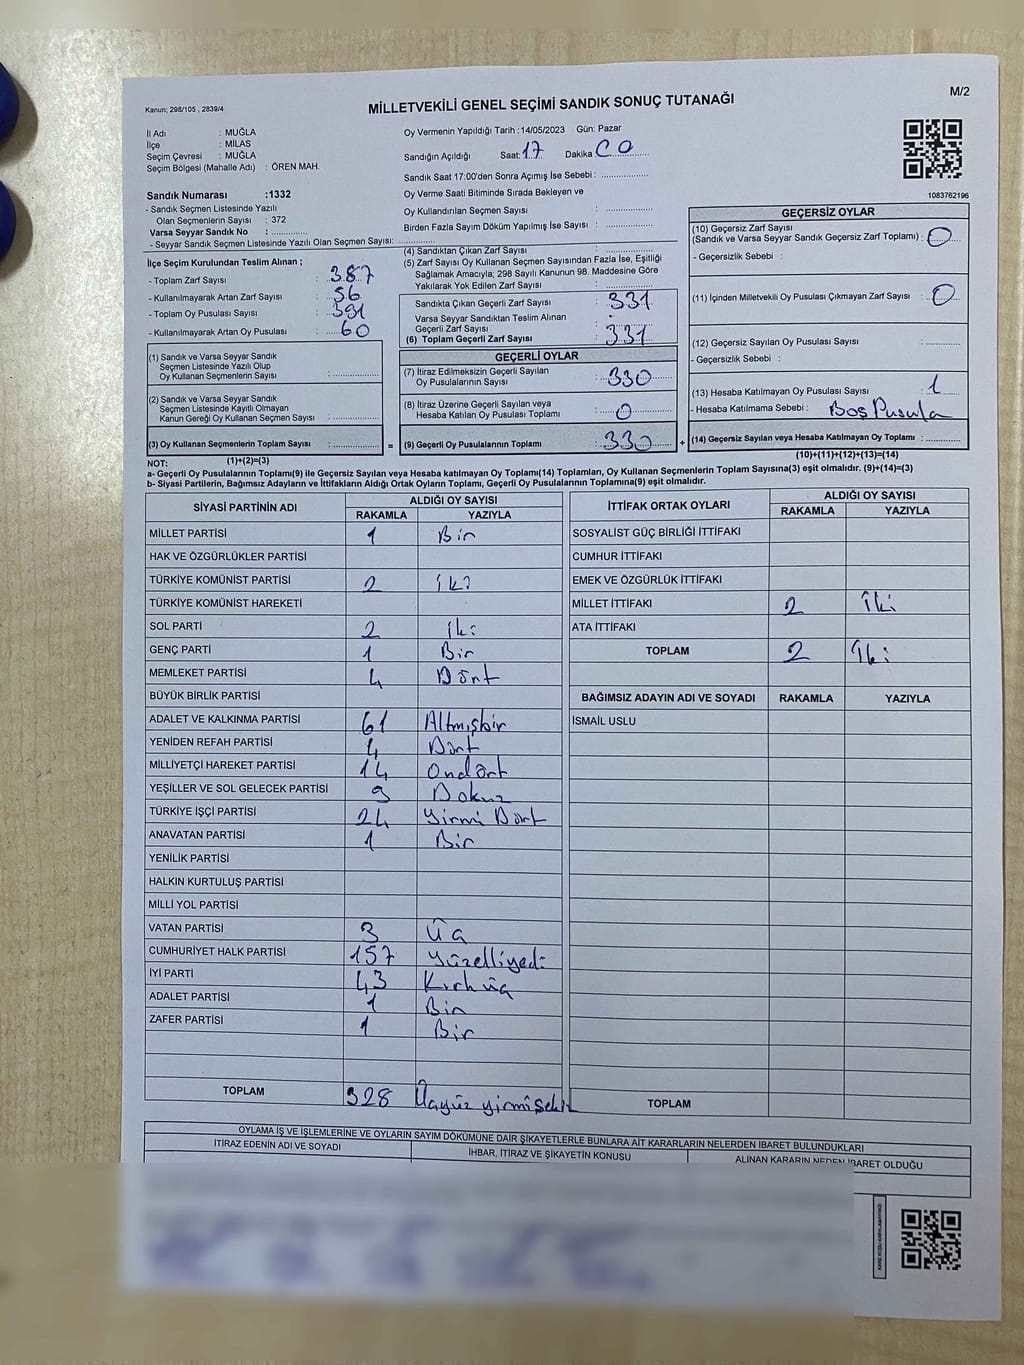 Kanun; 298/105 , 2839/4
MİLLETVEKİLİ GENEL SEÇİMİ SANDIK SONUÇ TUTANAĞI
M/2
İl Adı : MUĞLA
İlçe : MİLAS
Seçim Çevresi : MUĞLA
Seçim Bölgesi (Mahalle Adı) : ÖREN MAH.
Sandık Numarası :1332
- Sandık Seçmen Listesinde Yazılı
Olan Seçmenlerin Sayısı : 372
Varsa Seyyar Sandık No :
- Seyyar Sandık Seçmen Listesinde Yazılı Olan Seçmen Sayısı:
Oy Vermenin Yapıldığı Tarih :14/05/2023 Gün: Pazar
Sandığın Açıldığı Saat: 17 Dakika CO
Sandık Saat 17:00'den Sonra Açımış İse Sebebi :
Oy Verme Saati Bitiminde Sırada Bekleyen ve
Oy Kullandırılan Seçmen Sayısı :
Birden Fazla Sayım Döküm Yapılmış İse Sayısı :
1083762196
İlçe Seçim Kurulundan Teslim Alınan ;
- Toplam Zarf Sayısı : 387
- Kullanılmayarak Artan Zarf Sayısı : 56
- Toplam Oy Pusulası Sayısı : 391
- Kullanılmayarak Artan Oy Pusulası : 60
(1) Sandık ve Varsa Seyyar Sandık
Seçmen Listesinde Yazılı Olup
Oy Kullanan Seçmenlerin Sayısı :
(2) Sandık ve Varsa Seyyar Sandık
Seçmen Listesinde Kayıtlı Olmayan
Kanun Gereği Oy Kullanan Seçmen Sayısı :
(3) Oy Kullanan Seçmenlerin Toplam Sayısı :
=
(1)+(2)=(3)
(4) Sandıktan Çıkan Zarf Sayısı :
(5) Zarf Sayısı Oy Kullanan Seçmen Sayısından Fazla İse, Eşitliği
Sağlamak Amacıyla; 298 Sayılı Kanunun 98. Maddesine Göre
Yakılarak Yok Edilen Zarf Sayısı :
Sandıkta Çıkan Geçerli Zarf Sayısı : 331
Varsa Seyyar Sandıktan Teslim Alınan
Geçerli Zarf Sayısı :
(6) Toplam Geçerli Zarf Sayısı : 331
GEÇERLİ OYLAR
(7) İtiraz Edilmeksizin Geçerli Sayılan
Oy Pusulalarının Sayısı : 330
(8) İtiraz Üzerine Geçerli Sayılan veya
Hesaba Katılan Oy Pusulası Toplamı : 0
(9) Geçerli Oy Pusulalarının Toplamı : 330
+
GEÇERSİZ OYLAR
(10) Geçersiz Zarf Sayısı
(Sandık ve Varsa Seyyar Sandık Geçersiz Zarf Toplamı) : 0
- Geçersizlik Sebebi :
(11) İçinden Milletvekili Oy Pusulası Çıkmayan Zarf Sayısı : 0
(12) Geçersiz Sayılan Oy Pusulası Sayısı :
- Geçersizlik Sebebi :
(13) Hesaba Katılmayan Oy Pusulası Sayısı : 1
- Hesaba Katılmama Sebebi : Boş Pusula
(14) Geçersiz Sayılan veya Hesaba Katılmayan Oy Toplamı :
(10)+(11)+(12)+(13)=(14)
NOT:
a- Geçerli Oy Pusulalarının Toplamı(9) ile Geçersiz Sayılan veya Hesaba katılmayan Oy Toplamı(14) Toplamları, Oy Kullanan Seçmenlerin Toplam Sayısına(3) eşit olmalıdır. (9)+(14)=(3)
b- Siyasi Partilerin, Bağımsız Adayların ve İttifakların Aldığı Ortak Oyların Toplamı, Geçerli Oy Pusulalarının Toplamına(9) eşit olmalıdır.
SİYASİ PARTİNİN ADI ALDIĞI OY SAYISI
RAKAMLA YAZIYLA
MİLLET PARTİSİ 1 Bir
HAK VE ÖZGÜRLÜKLER PARTİSİ
TÜRKİYE KOMÜNİST PARTİSİ 2 iki
TÜRKİYE KOMÜNİST HAREKETİ
SOL PARTİ 2 iki
GENÇ PARTİ 1 Bir
MEMLEKET PARTİSİ 4 Dört
BÜYÜK BİRLİK PARTİSİ
ADALET VE KALKINMA PARTİSİ 61 Altmışbir
YENİDEN REFAH PARTİSİ 4 Dört
MİLLİYETÇİ HAREKET PARTİSİ 14 Ondört
YEŞİLLER VE SOL GELECEK PARTİSİ 9 Dokuz
TÜRKİYE İŞÇİ PARTİSİ 24 Yirmi Dört
ANAVATAN PARTİSİ 1 Bir
YENİLİK PARTİSİ
HALKIN KURTULUŞ PARTİSİ
MİLLİ YOL PARTİSİ
VATAN PARTİSİ 3 Üç
CUMHURİYET HALK PARTİSİ 157 Yüzelliyedi
İYİ PARTİ 43 Kırküç
ADALET PARTİSİ 1 Bir
ZAFER PARTİSİ 1 Bir
TOPLAM 328 Üçyüz yirmisekiz
İTTİFAK ORTAK OYLARI ALDIĞI OY SAYISI
RAKAMLA YAZIYLA
SOSYALİST GÜÇ BİRLİĞİ İTTİFAKI
CUMHUR İTTİFAKI
EMEK VE ÖZGÜRLÜK İTTİFAKI
MİLLET İTTİFAKI 2 İki
ATA İTTİFAKI
TOPLAM 2 İki
BAĞIMSIZ ADAYIN ADI VE SOYADI RAKAMLA YAZIYLA
İSMAİL USLU
TOPLAM
OYLAMA İŞ VE İŞLEMLERİNE VE OYLARIN SAYIM DÖKÜMÜNE DAİR ŞİKAYETLERLE BUNLARA AİT KARARLARIN NELERDEN İBARET BULUNDUKLARI
İTİRAZ EDENİN ADI VE SOYADI İHBAR, İTİRAZ VE ŞİKAYETİN KONUSU ALINAN KARARIN NEDEN İBARET OLDUĞU